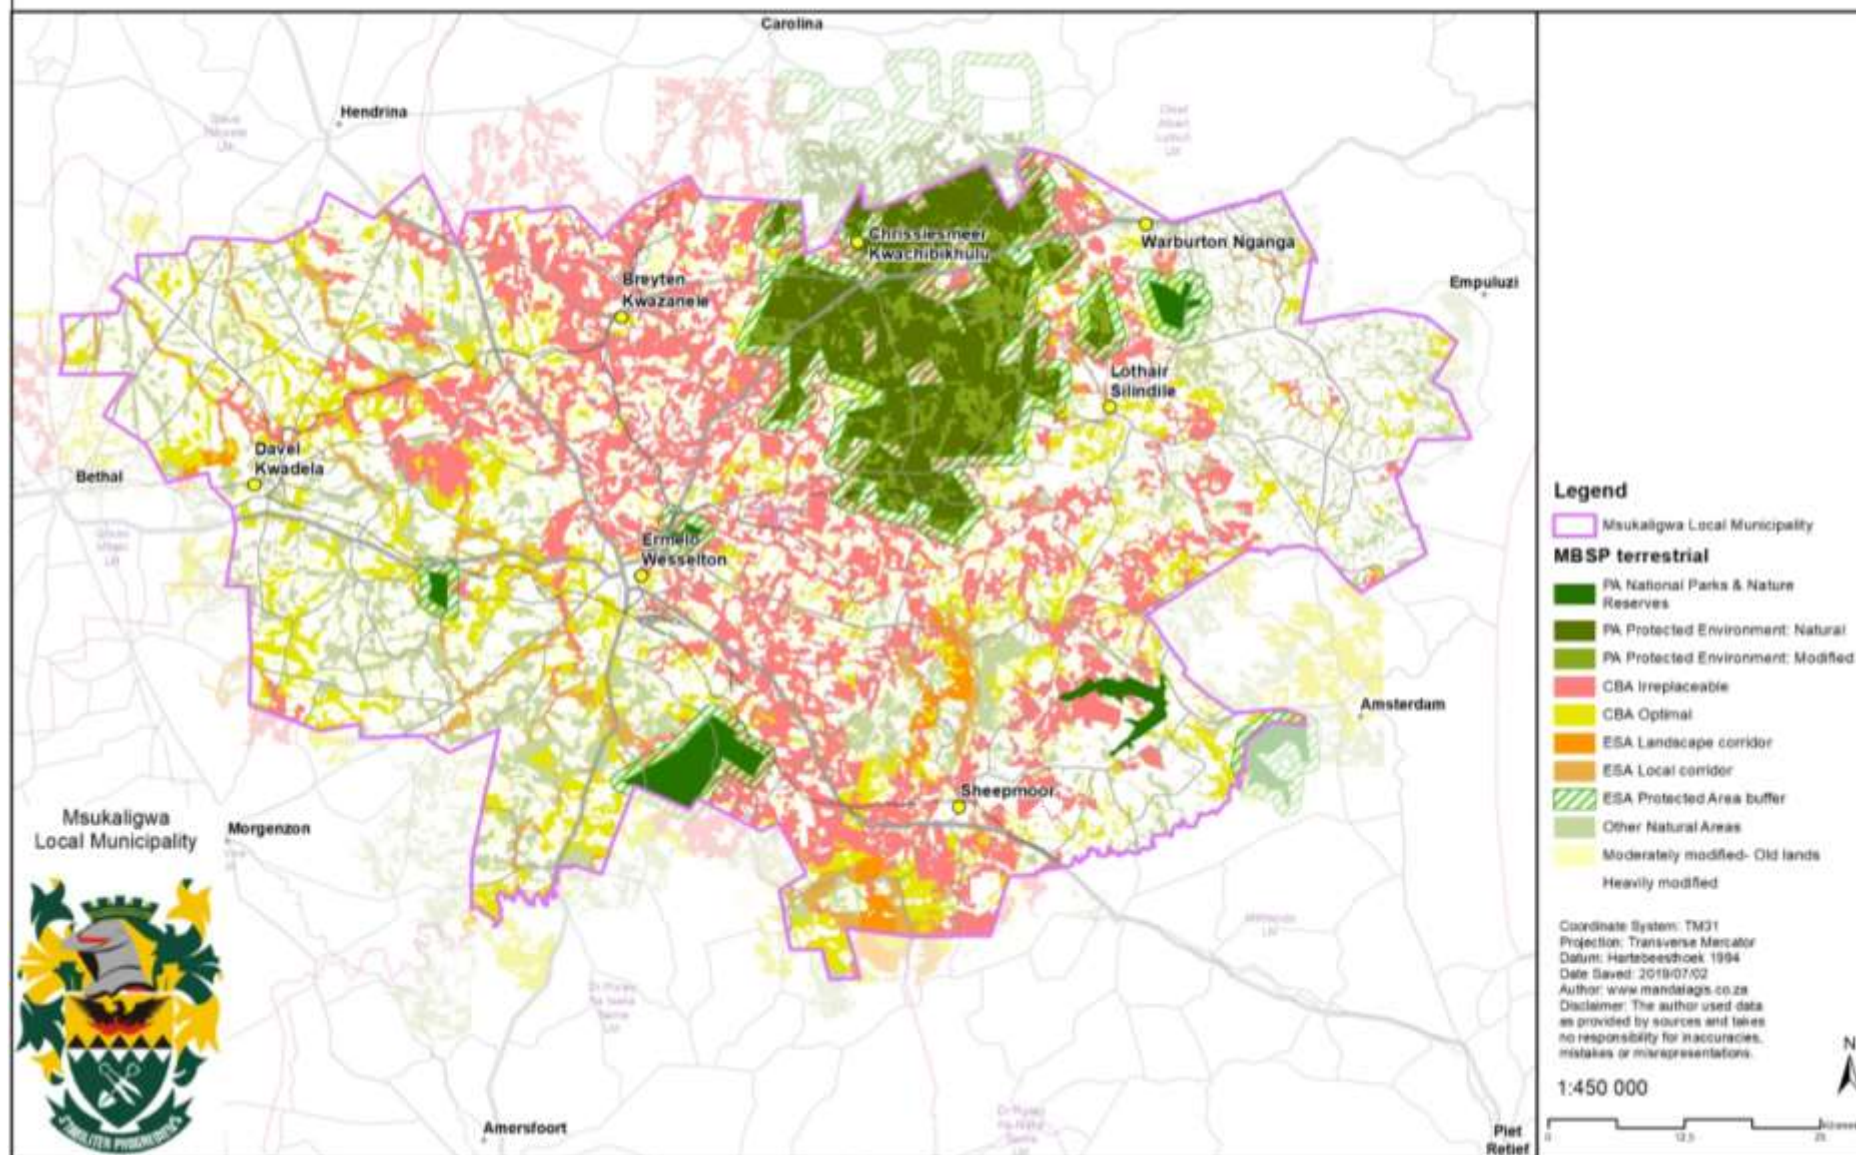 Carolina
Hendrina
Chrissiesmeer
Kwachibikhulu
Warburton Nganga
Breyten
Kwazanele
Empuluzi
Lothair
Silindile
Davel
Kwadela
Bethal
Ermelo
Wesselton
Amsterdam
Sheepmoor
Msukaligwa
Local Municipality
Morgenzon
Amersfoort
Piet
Retief
Legend
Msukaligwa Local Municipality
MBSP terrestrial
PA National Parks & Nature
Reserves
PA Protected Environment: Natural
PA Protected Environment: Modified
CBA Irreplaceable
CBA Optimal
ESA Landscape corridor
ESA Local corridor
ESA Protected Area buffer
Other Natural Areas
Moderately modified- Old lands
Heavily modified
Coordinate System: TM31
Projection: Transverse Mercator
Datum: Hartebeesthoek 1994
Date Saved: 2019/07/02
Author: www.mandalagis.co.za
Disclaimer: The author used data
as provided by sources and takes
no responsibility for inaccuracies,
mistakes or misrepresentations.
N
1:450 000
0 12,5 25